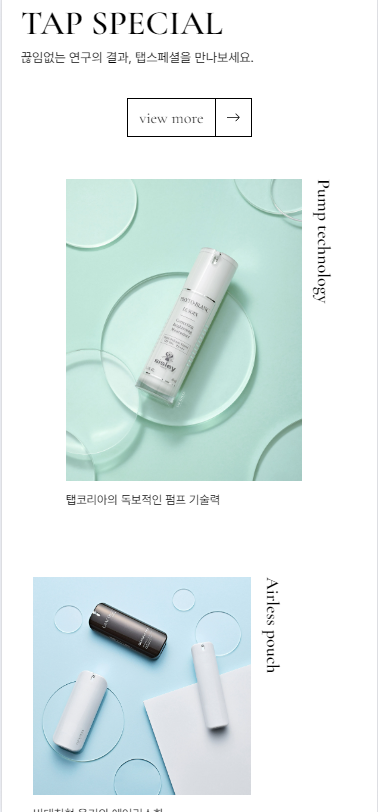 TAP SPECIAL
끊임없는 연구의 결과, 탭스페셜을 만나보세요.
view more →
Pump technology
sisley
탭코리아의 독보적인 펌프 기술력
Airless pouch